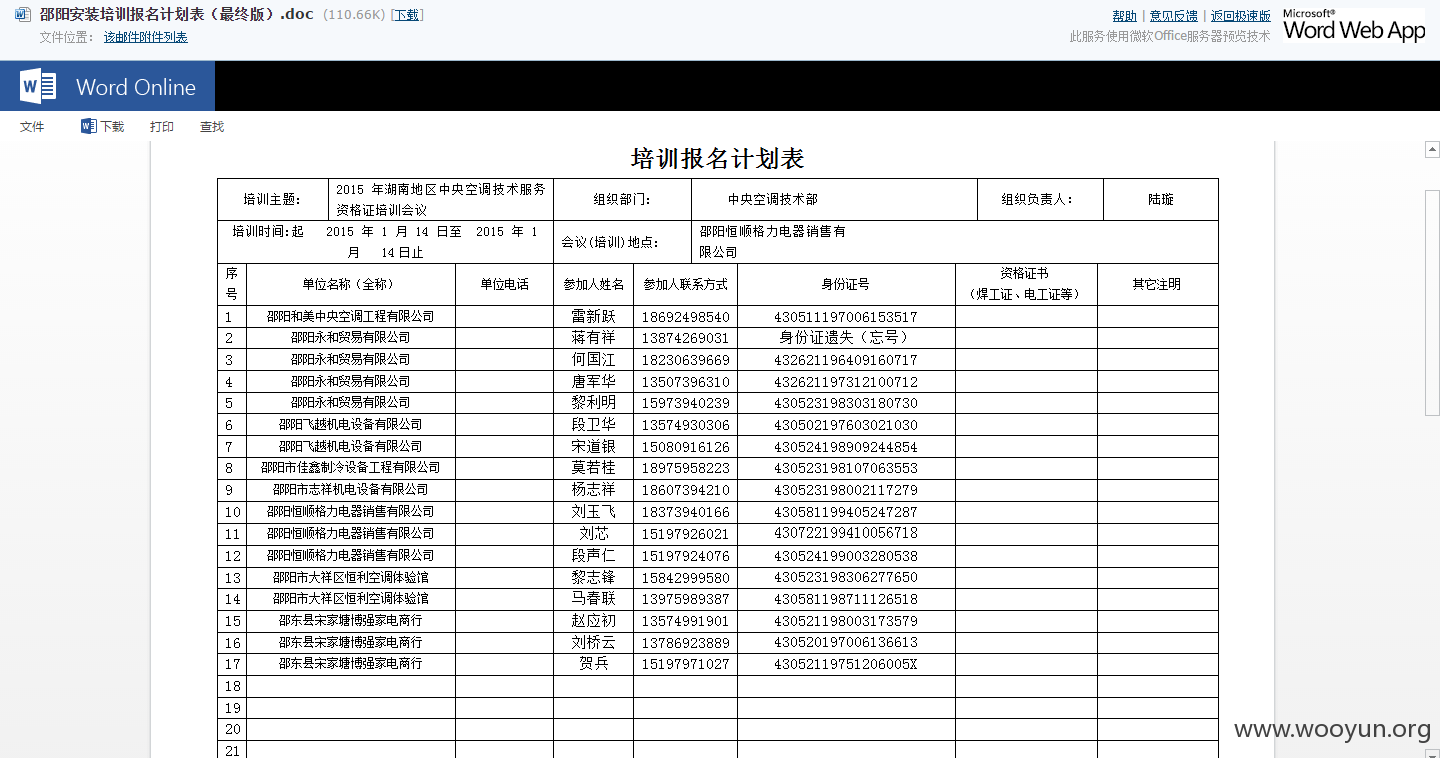 邵阳安装培训报名计划表（最终版）.doc (110.66K) [下载]
文件位置： 该邮件附件列表
帮助 | 意见反馈 | 返回极速版
此服务使用微软Office服务器预览技术
Microsoft®
Word Web App
Word Online
文件 下载 打印 查找
培训报名计划表
培训主题： 2015 年湖南地区中央空调技术服务 组织部门： 中央空调技术部 组织负责人： 陆璇
资格证培训会议
培训时间:起 2015 年 1 月 14 日至 2015 年 1 会议(培训)地点： 邵阳恒顺格力电器销售有
月 14日止 限公司
序 单位名称（全称） 单位电话 参加人姓名 参加人联系方式 身份证号 资格证书 其它注明
号 （焊工证、电工证等）
1 邵阳和美中央空调工程有限公司 雷新跃 18692498540 430511197006153517
2 邵阳永和贸易有限公司 蒋有祥 13874269031 身份证遗失（忘号）
3 邵阳永和贸易有限公司 何国江 18230639669 432621196409160717
4 邵阳永和贸易有限公司 唐军华 13507396310 432621197312100712
5 邵阳永和贸易有限公司 黎利明 15973940239 430523198303180730
6 邵阳飞越机电设备有限公司 段卫华 13574930306 430502197603021030
7 邵阳飞越机电设备有限公司 宋道银 15080916126 430524198909244854
8 邵阳市佳鑫制冷设备工程有限公司 莫若桂 18975958223 430523198107063553
9 邵阳市志祥机电设备有限公司 杨志祥 18607394210 430523198002117279
10 邵阳恒顺格力电器销售有限公司 刘玉飞 18373940166 430581199405247287
11 邵阳恒顺格力电器销售有限公司 刘芯 15197926021 430722199410056718
12 邵阳恒顺格力电器销售有限公司 段声仁 15197924076 430524199003280538
13 邵阳市大祥区恒利空调体验馆 黎志锋 15842999580 430523198306277650
14 邵阳市大祥区恒利空调体验馆 马春联 13975989387 430581198711126518
15 邵东县宋家塘博强家电商行 赵应初 13574991901 430521198003173579
16 邵东县宋家塘博强家电商行 刘桥云 13786923889 430520197006136613
17 邵东县宋家塘博强家电商行 贺兵 15197971027 43052119751206005X
18
19
20
21
www.wooyun.org